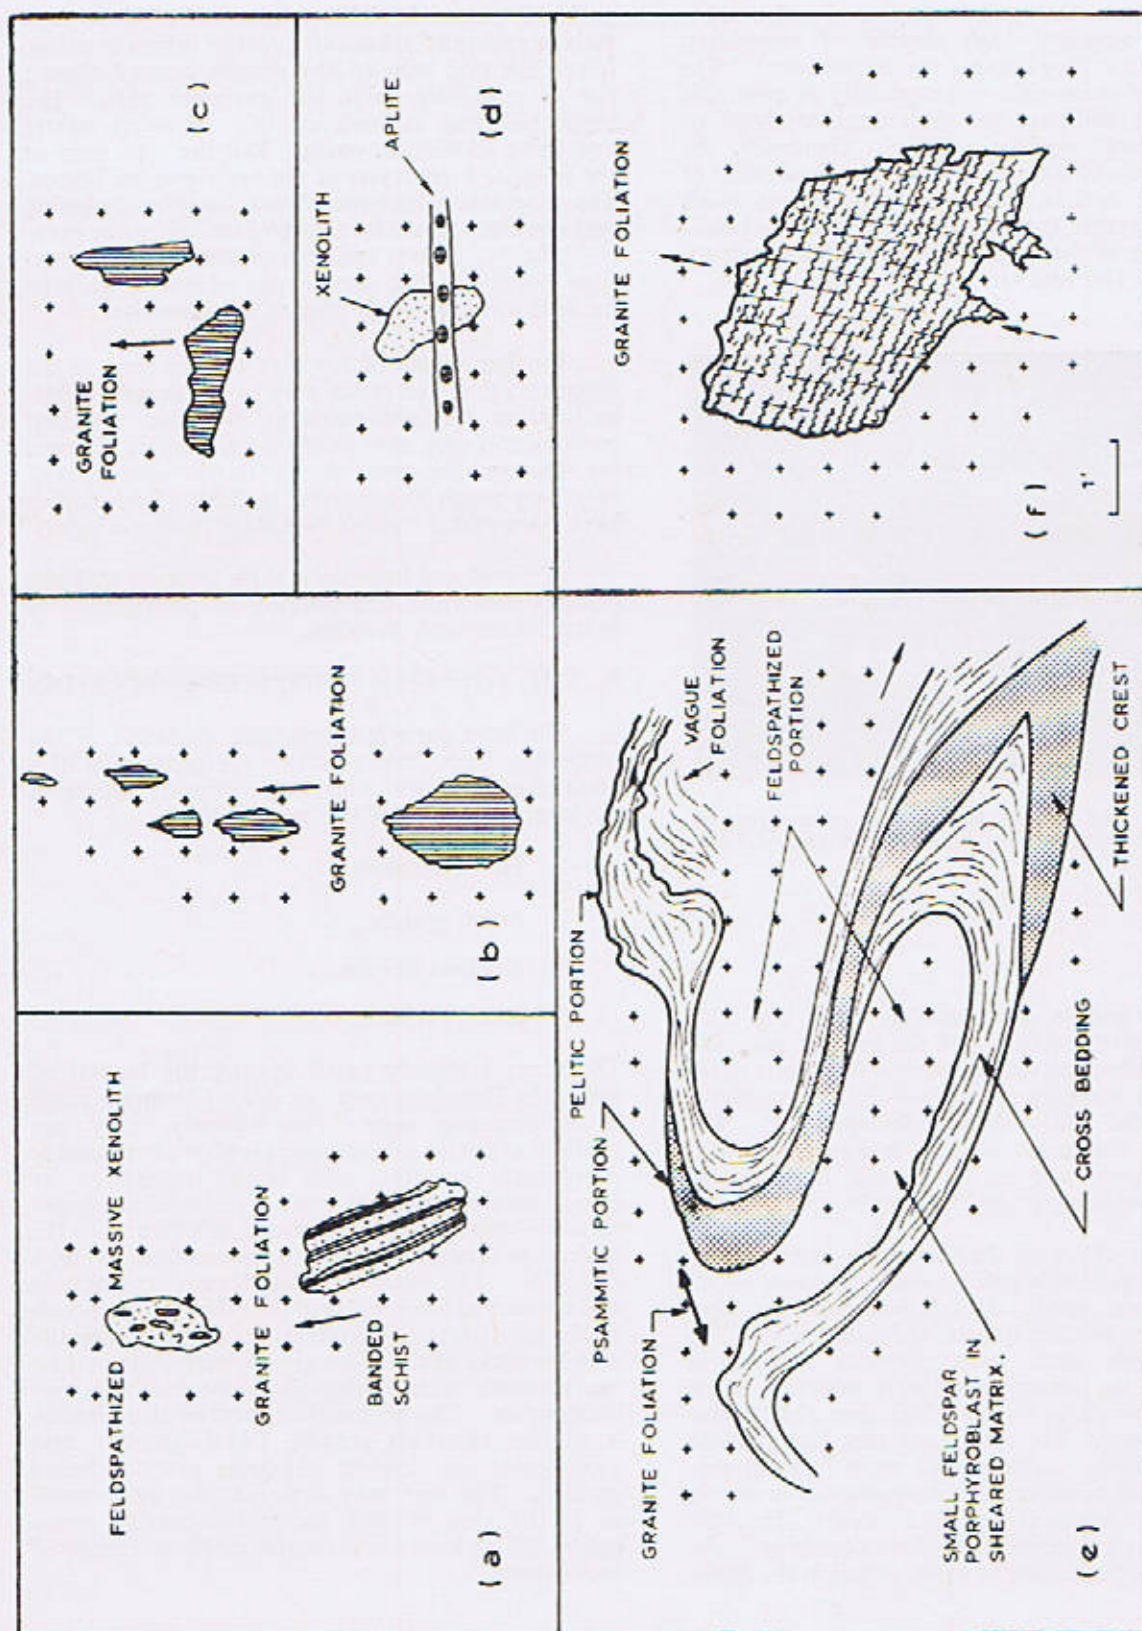 FELDSPATHIZED MASSIVE XENOLITH
GRANITE FOLIATION
BANDED
SCHIST
(a)
GRANITE FOLIATION
(b)
GRANITE
FOLIATION
(c)
XENOLITH
APLITE
(d)
GRANITE FOLIATION
PSAMMITIC PORTION
PELITIC PORTION
VAGUE
FOLIATION
FELDSPATHIZED
PORTION
SMALL FELDSPAR
PORPHYROBLAST IN
SHEARED MATRIX.
CROSS BEDDING
THICKENED CREST
(e)
GRANITE FOLIATION
(f)
1'